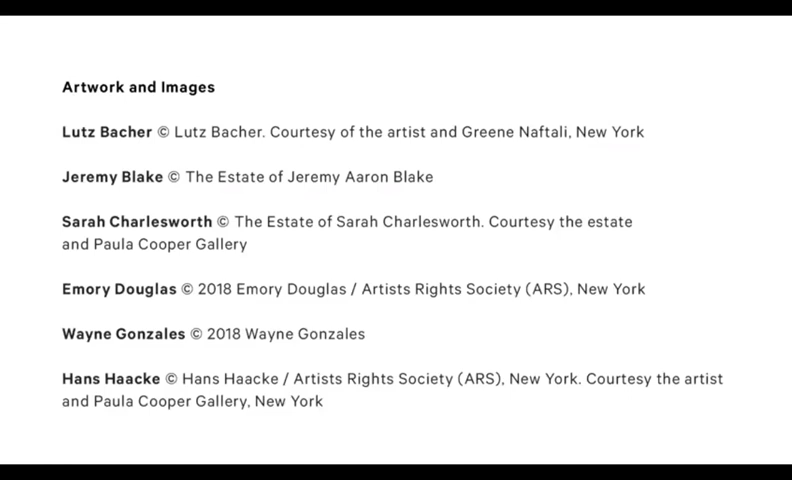 Artwork and Images
Lutz Bacher © Lutz Bacher. Courtesy of the artist and Greene Naftali, New York
Jeremy Blake © The Estate of Jeremy Aaron Blake
Sarah Charlesworth © The Estate of Sarah Charlesworth. Courtesy the estate
and Paula Cooper Gallery
Emory Douglas © 2018 Emory Douglas / Artists Rights Society (ARS), New York
Wayne Gonzales © 2018 Wayne Gonzales
Hans Haacke © Hans Haacke / Artists Rights Society (ARS), New York. Courtesy the artist
and Paula Cooper Gallery, New York